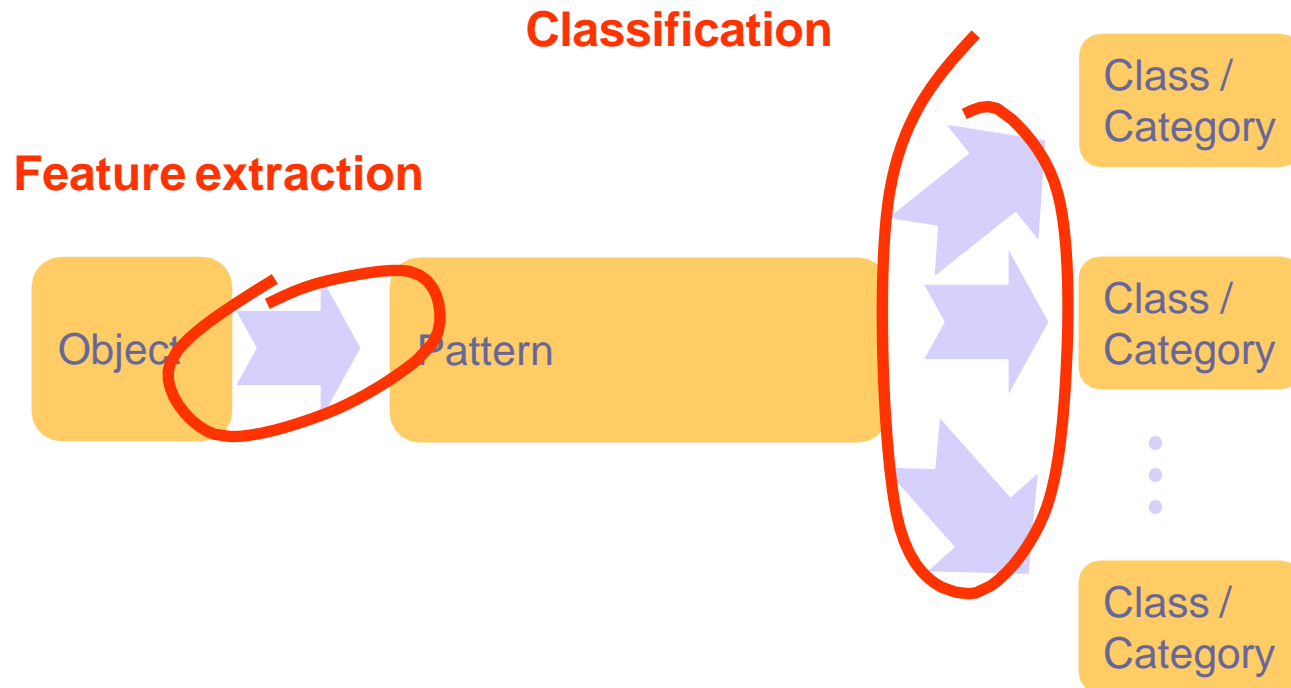 Classification
Feature extraction
Object
Pattern
Class /
Category
Class /
Category
Class /
Category